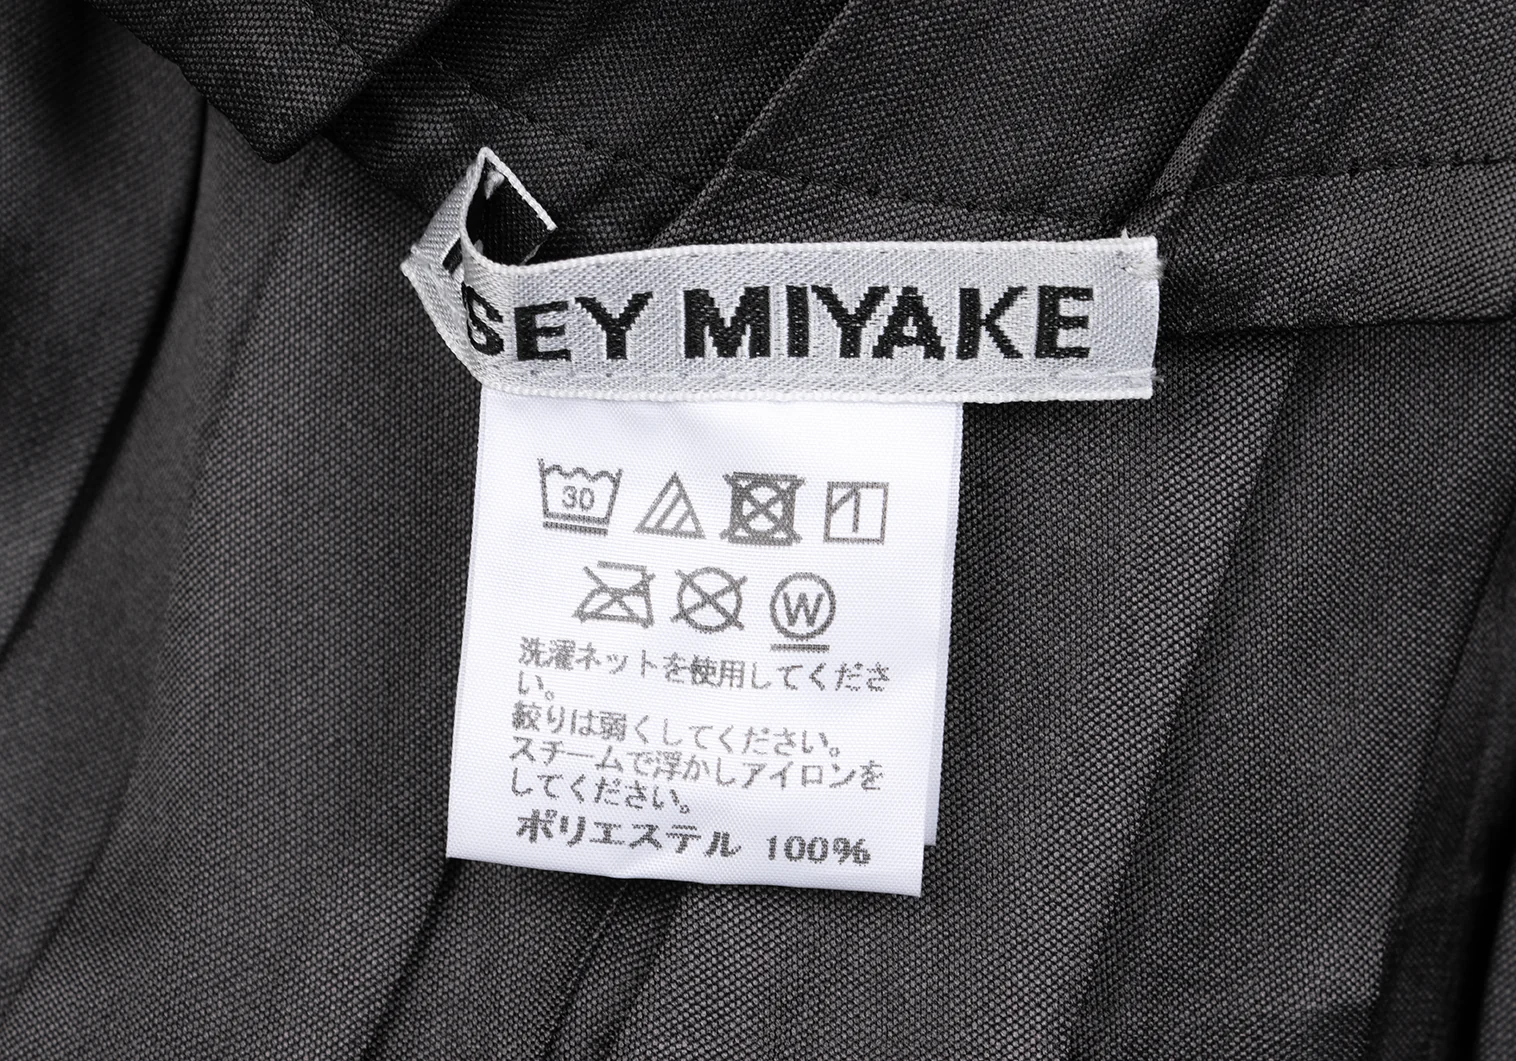 SEY MIYAKE
30
W
洗濯ネットを使用してくださ
い。
絞りは弱くしてください。
スチームで浮かしアイロンを
してください。
ポリエステル 100%